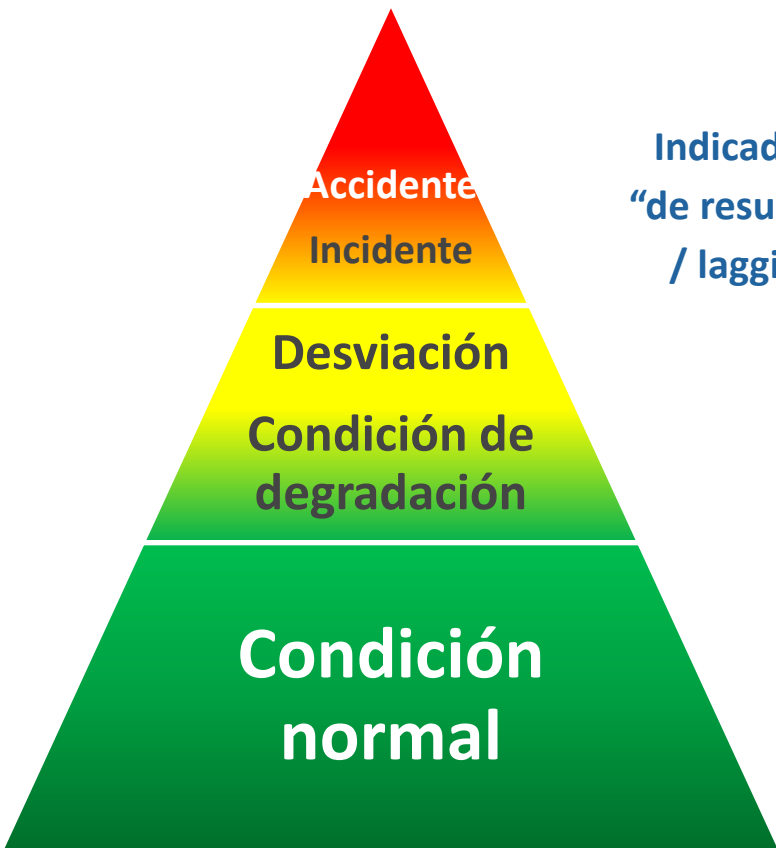 Accidente
Incidente
Indicad
“de resu
/ laggi
Desviación
Condición de
degradación
Condición
normal